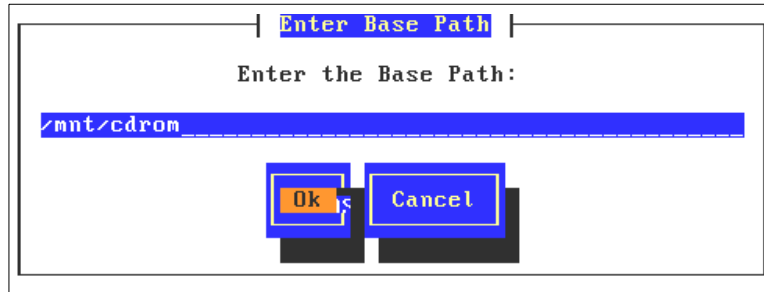 Enter Base Path
Enter the Base Path:
/mnt/cdrom
Ok Cancel